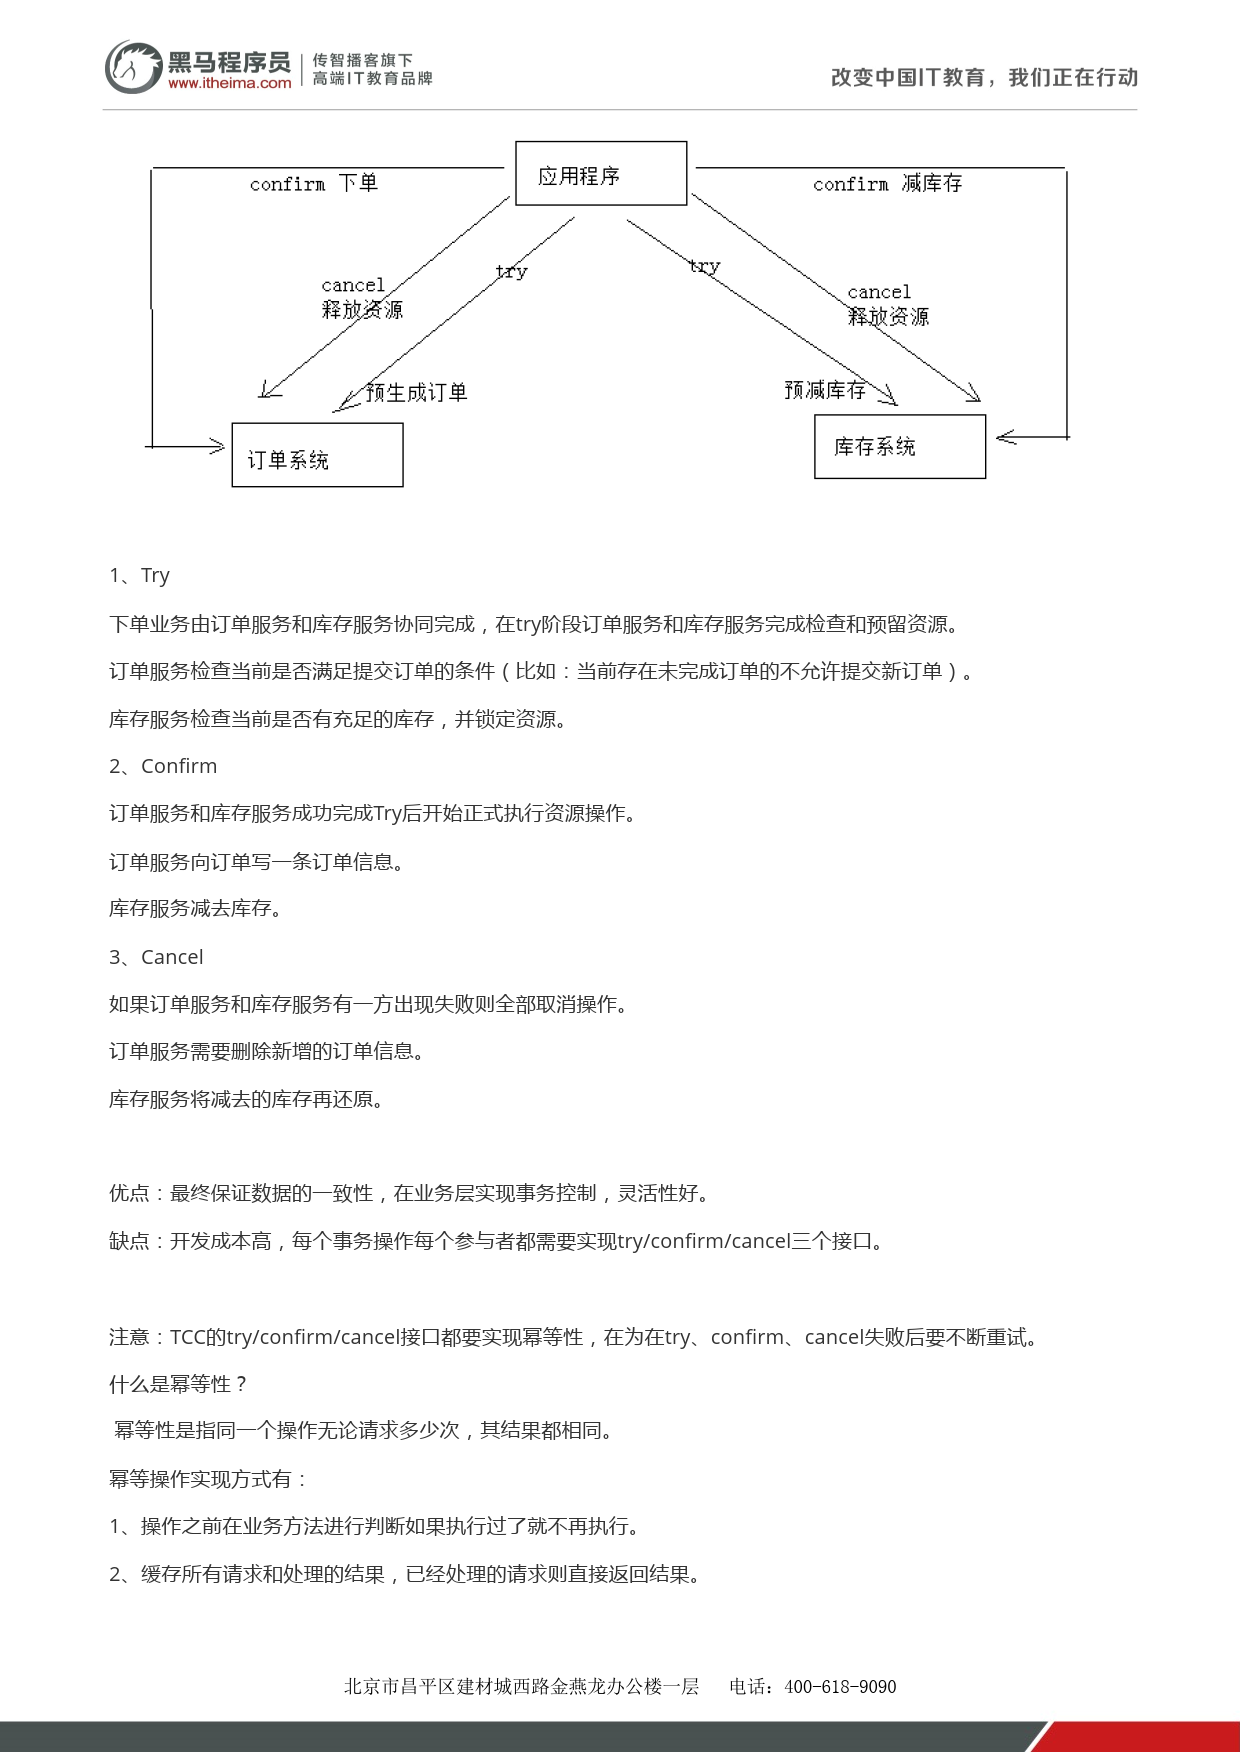 黑马程序员
www.itheima.com
传智播客旗下
高端IT教育品牌
改变中国IT教育，我们正在行动
应用程序
confirm 下单
confirm 减库存
try
try
cancel
释放资源
cancel
释放资源
预生成订单
预减库存
订单系统
库存系统
1、Try
下单业务由订单服务和库存服务协同完成，在try阶段订单服务和库存服务完成检查和预留资源。
订单服务检查当前是否满足提交订单的条件（比如：当前存在未完成订单的不允许提交新订单）。
库存服务检查当前是否有充足的库存，并锁定资源。
2、Confirm
订单服务和库存服务成功完成Try后开始正式执行资源操作。
订单服务向订单写一条订单信息。
库存服务减去库存。
3、Cancel
如果订单服务和库存服务有一方出现失败则全部取消操作。
订单服务需要删除新增的订单信息。
库存服务将减去的库存再还原。
优点：最终保证数据的一致性，在业务层实现事务控制，灵活性好。
缺点：开发成本高，每个事务操作每个参与者都需要实现try/confirm/cancel三个接口。
注意：TCC的try/confirm/cancel接口都要实现幂等性，在为在try、confirm、cancel失败后要不断重试。
什么是幂等性？
幂等性是指同一个操作无论请求多少次，其结果都相同。
幂等操作实现方式有：
1、操作之前在业务方法进行判断如果执行过了就不再执行。
2、缓存所有请求和处理的结果，已经处理的请求则直接返回结果。
北京市昌平区建材城西路金燕龙办公楼一层 电话：400-618-9090